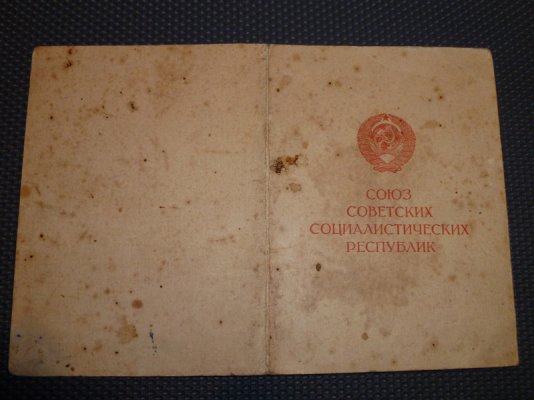 СОЮЗ
СОВЕТСКИХ
СОЦИАЛИСТИЧЕСКИХ
РЕСПУБЛИК